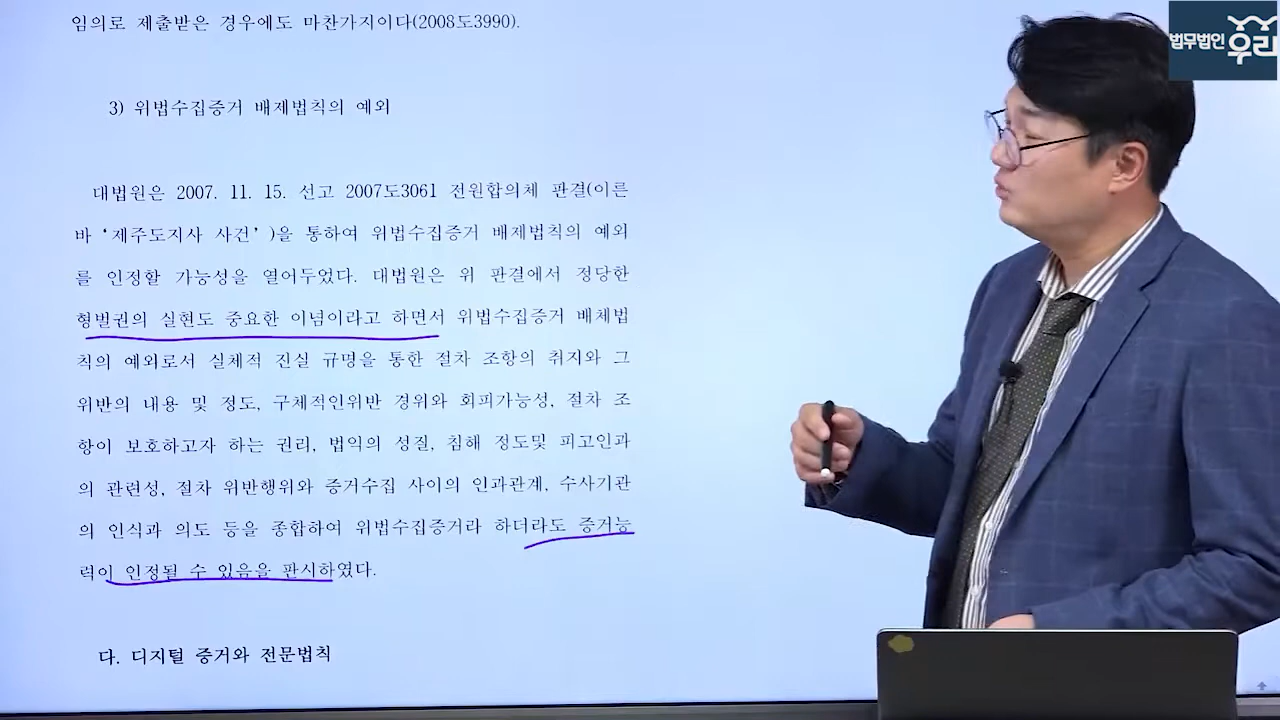 임의로 제출받은 경우에도 마찬가지이다(2008도3990).
3) 위법수집증거 배제법칙의 예외
대법원은 2007. 11. 15. 선고 2007도3061 전원합의체 판결(이른
바 ‘제주도지사 사건’)을 통하여 위법수집증거 배제법칙의 예외
를 인정할 가능성을 열어두었다. 대법원은 위 판결에서 정당한
형벌권의 실현도 중요한 이념이라고 하면서 위법수집증거 배체법
칙의 예외로서 실체적 진실 규명을 통한 절차 조항의 취지와 그
위반의 내용 및 정도, 구체적인위반 경위와 회피가능성, 절차 조
항이 보호하고자 하는 권리, 법익의 성질, 침해 정도및 피고인과
의 관련성, 절차 위반행위와 증거수집 사이의 인과관계, 수사기관
의 인식과 의도 등을 종합하여 위법수집증거라 하더라도 증거능
력이 인정될 수 있음을 판시하였다.
다. 디지털 증거와 전문법칙
법무법인 우리